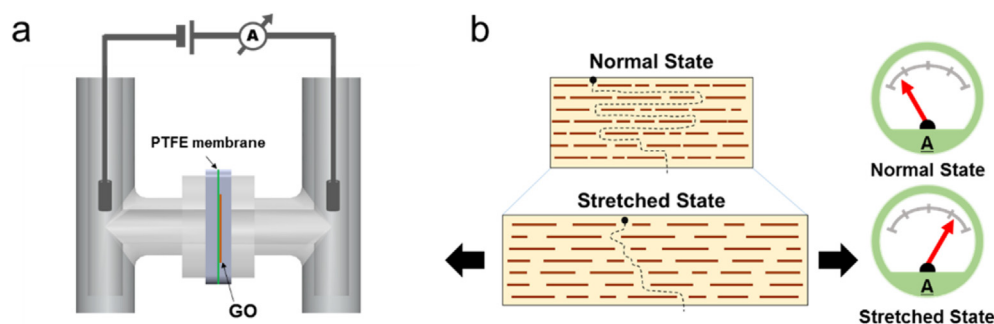 a
A
PTFE membrane
GO
b
Normal State
Stretched State
A
Normal State
A
Stretched State